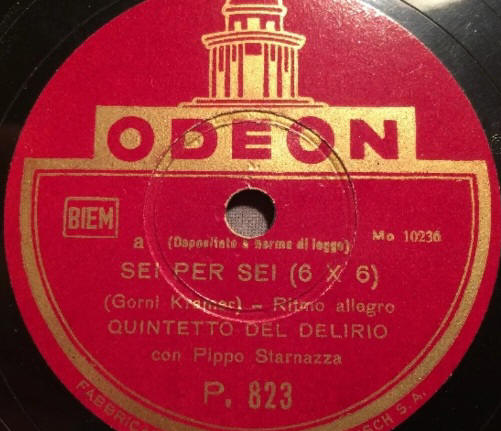 ODEON
BIEM
a (Depositato a norma di legge) Mo 10236
SEI PER SEI (6 X 6)
(Gorni Kramer) - Ritmo allegro
QUINTETTO DEL DELIRIO
con Pippo Starnazza
P. 823
S. A.